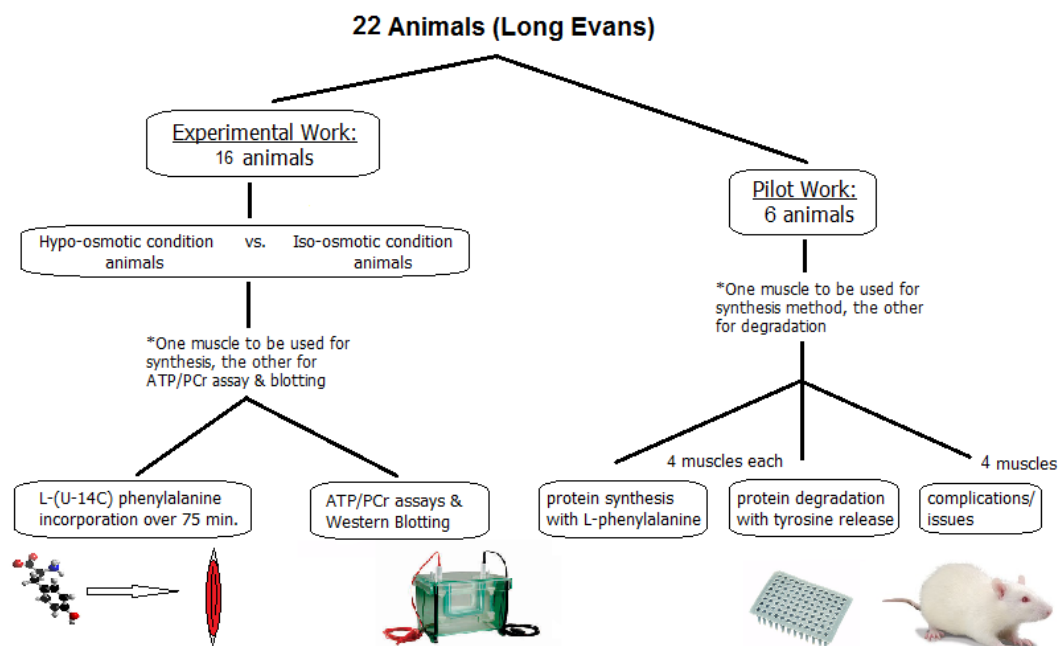 22 Animals (Long Evans)
Experimental Work:
16 animals
Pilot Work:
6 animals
Hypo-osmotic condition vs. Iso-osmotic condition
animals animals
*One muscle to be used for
synthesis method, the other
for degradation
*One muscle to be used for
synthesis, the other for
ATP/PCr assay & blotting
4 muscles each
4 muscles
L-(U-14C) phenylalanine
incorporation over 75 min.
ATP/PCr assays &
Western Blotting
protein synthesis
with L-phenylalanine
protein degradation
with tyrosine release
complications/
issues